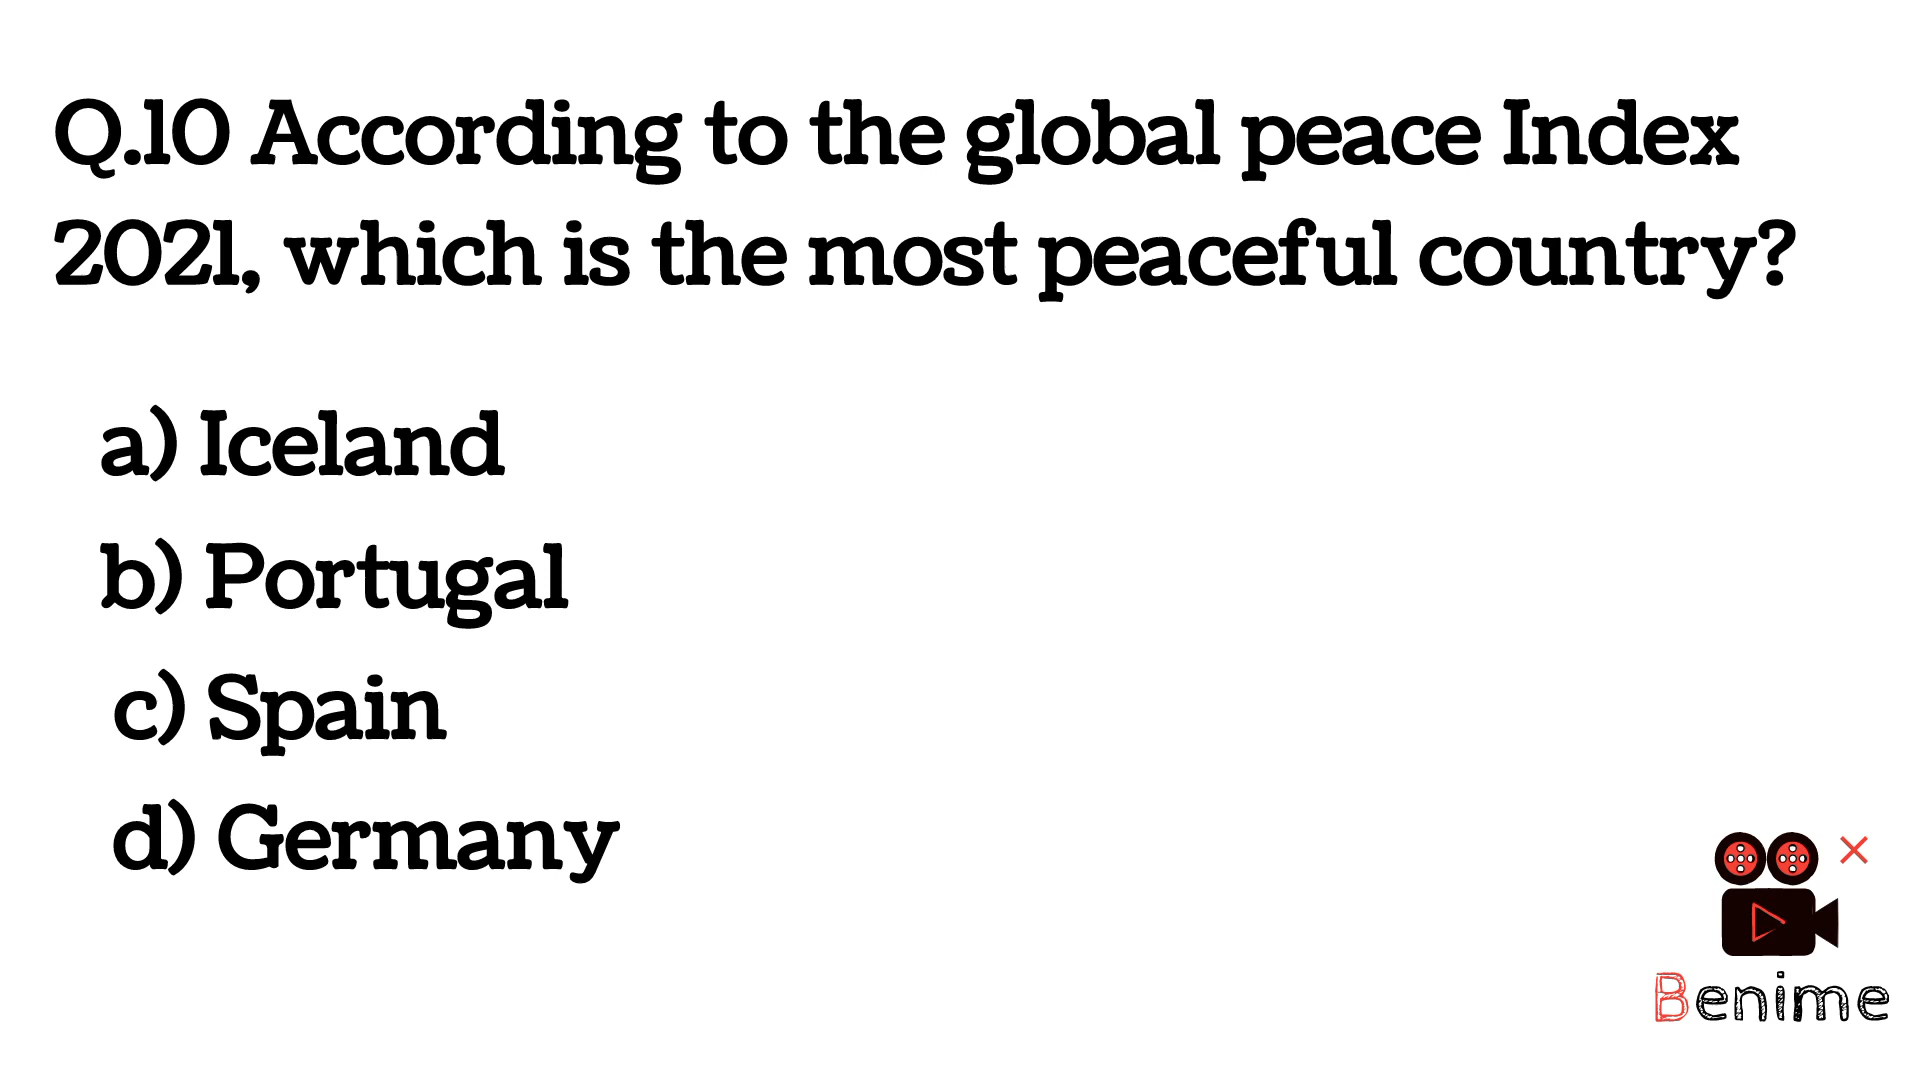 Q.10 According to the global peace Index
2021, which is the most peaceful country?
a) Iceland
b) Portugal
c) Spain
d) Germany
Benime